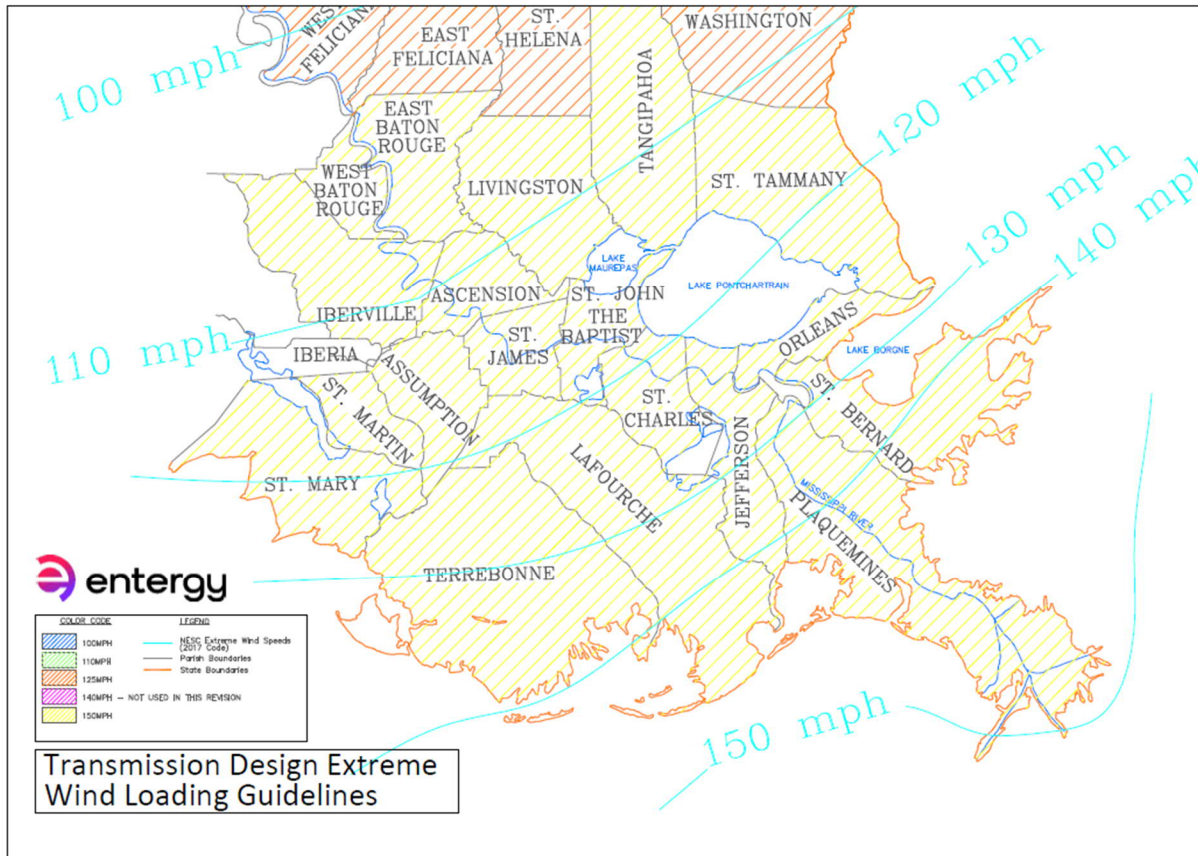 WEST
FELICIANA
EAST
FELICIANA
ST.
HELENA
WASHINGTON
100 mph
TANGIPAHOA
120 mph
EAST
BATON
ROUGE
WEST
BATON
ROUGE
LIVINGSTON
ST. TAMMANY
130 mph
140 mph
LAKE
MAUREPAS
LAKE PONTCHARTRAIN
ASCENSION
IBERVILLE
ST. JOHN
THE
BAPTIST
ORLEANS
110 mph
IBERIA
ST.
JAMES
LAKE BORGNE
ASSUMPTION
ST. MARTIN
ST.
CHARLES
ST. BERNARD
JEFFERSON
LAFOURCHE
ST. MARY
MISSISSIPPI RIVER
PLAQUEMINES
TERREBONNE
150 mph
entergy
COLOR CODE
100MPH
110MPH
125MPH
140MPH - NOT USED IN THIS REVISION
150MPH
LEGEND
NESC Extreme Wind Speeds
(2017 Code)
Parish Boundaries
State Boundaries
Transmission Design Extreme
Wind Loading Guidelines